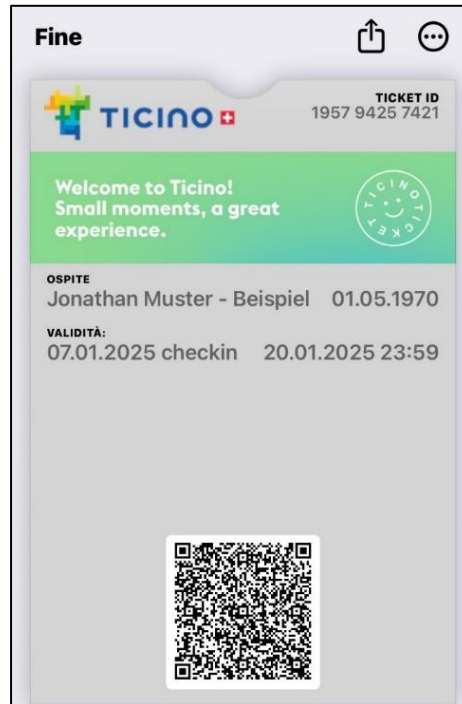 Fine
TICINO
TICKET ID
1957 9425 7421
Welcome to Ticino!
Small moments, a great
experience.
TICINO TICKET
OSPITE
Jonathan Muster - Beispiel 01.05.1970
VALIDITÀ:
07.01.2025 checkin 20.01.2025 23:59